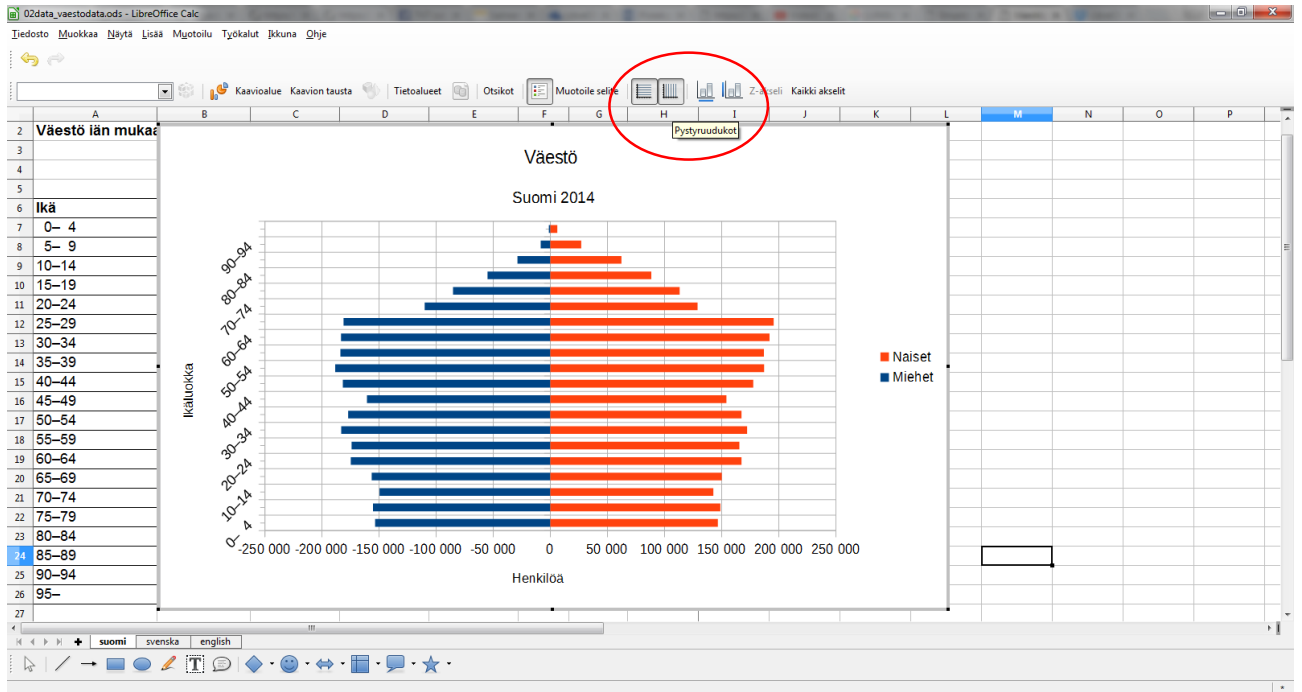 02data_vaestodata.ods - LibreOffice Calc
Tiedosto Muokkaa Näytä Lisää Muotoilu Työkalut Ikkuna Ohje
Kaavioalue Kaavion tausta Tietoalueet Otsikot Muotoile selite Z-akseli Kaikki akselit
A B C D E F G H I J K L M N O P
Pystyruudukot
2 Väestö iän mukaa
3
4
5
6 Ikä
7 0– 4
8 5– 9
9 10–14
10 15–19
11 20–24
12 25–29
13 30–34
14 35–39
15 40–44
16 45–49
17 50–54
18 55–59
19 60–64
20 65–69
21 70–74
22 75–79
23 80–84
24 85–89
25 90–94
26 95–
27
Väestö
Suomi 2014
Ikäluokka
90–94
80–84
70–74
60–64
50–54
40–44
30–34
20–24
10–14
0– 4
-250 000 -200 000 -150 000 -100 000 -50 000 0 50 000 100 000 150 000 200 000 250 000
Henkilöä
Naiset
Miehet
suomi svenska english
T
*